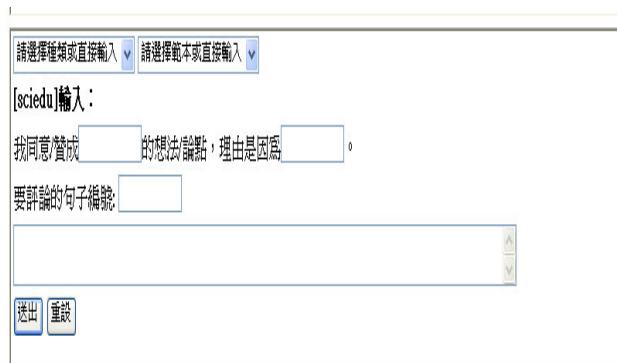 請選擇種類或直接輸入 請選擇範本或直接輸入
[sciedu]輸入：
我同意/贊成 的想法/論點，理由是因為 。
要評論的句子編號:
送出 重設